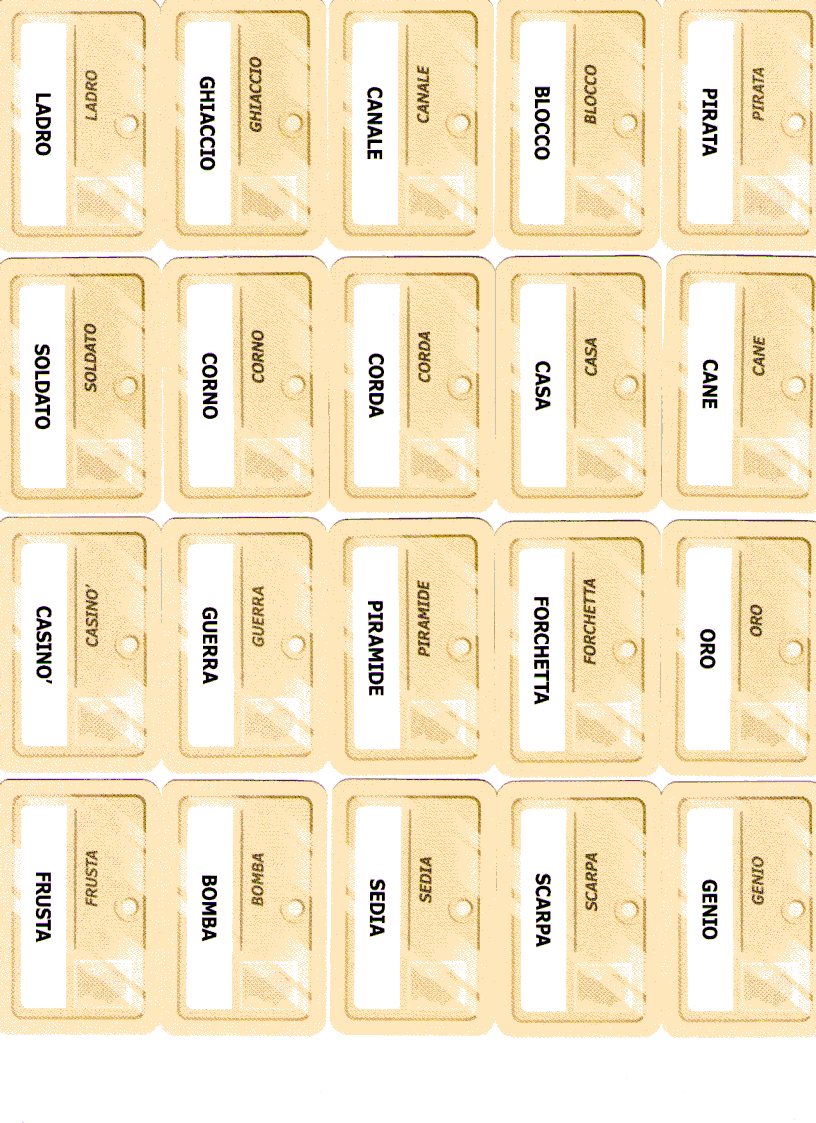 PIRATA
PIRATA
CANE
CANE
ORO
ORO
GENIO
GENIO
BLOCCO
BLOCCO
CASA
CASA
FORCHETTA
FORCHETTA
SCARPA
SCARPA
CANALE
CANALE
CORDA
CORDA
PIRAMIDE
PIRAMIDE
SEDIA
SEDIA
GHIACCIO
GHIACCIO
CORNO
CORNO
GUERRA
GUERRA
BOMBA
BOMBA
LADRO
LADRO
SOLDATO
SOLDATO
CASINO'
CASINO’
FRUSTA
FRUSTA